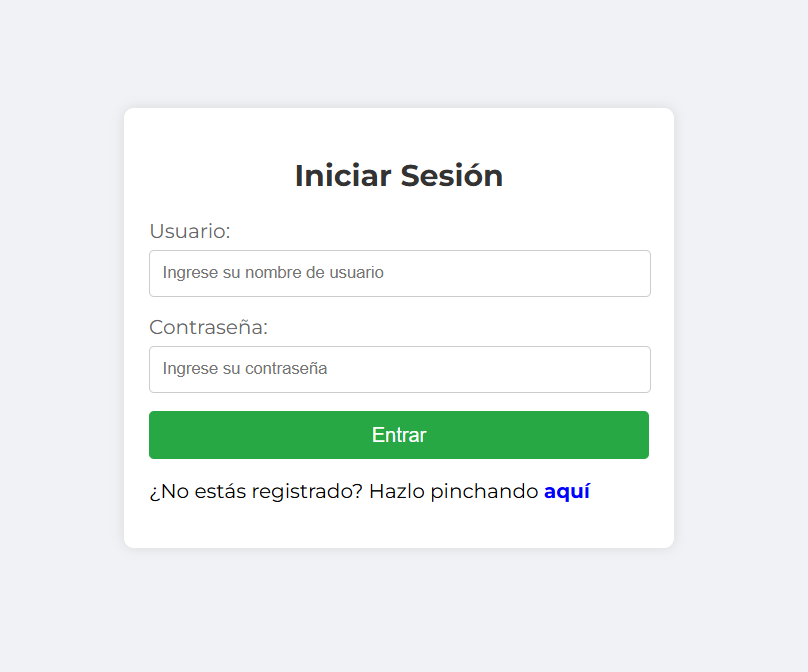 Iniciar Sesión
Usuario:
Ingrese su nombre de usuario
Contraseña:
Ingrese su contraseña
Entrar
¿No estás registrado? Hazlo pinchando aquí